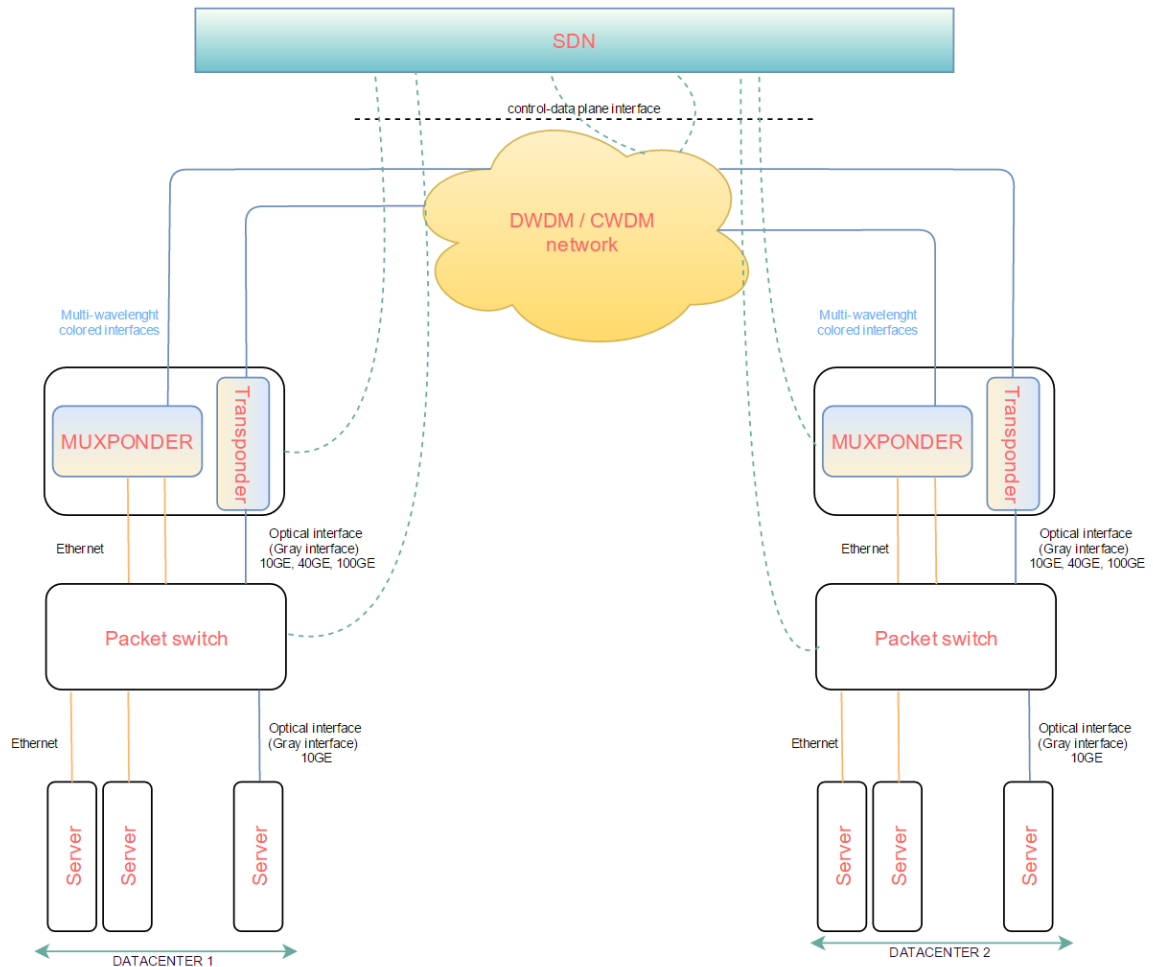 SDN
control-data plane interface
DWDM / CWDM
network
Multi-wavelenght
colored interfaces
Multi-wavelenght
colored interfaces
MUXPONDER
Transponder
MUXPONDER
Transponder
Ethernet
Optical interface
(Gray interface)
10GE, 40GE, 100GE
Ethernet
Optical interface
(Gray interface)
10GE, 40GE, 100GE
Packet switch
Packet switch
Ethernet
Optical interface
(Gray interface)
10GE
Ethernet
Optical interface
(Gray interface)
10GE
Server
Server
Server
Server
Server
Server
DATACENTER 1
DATACENTER 2